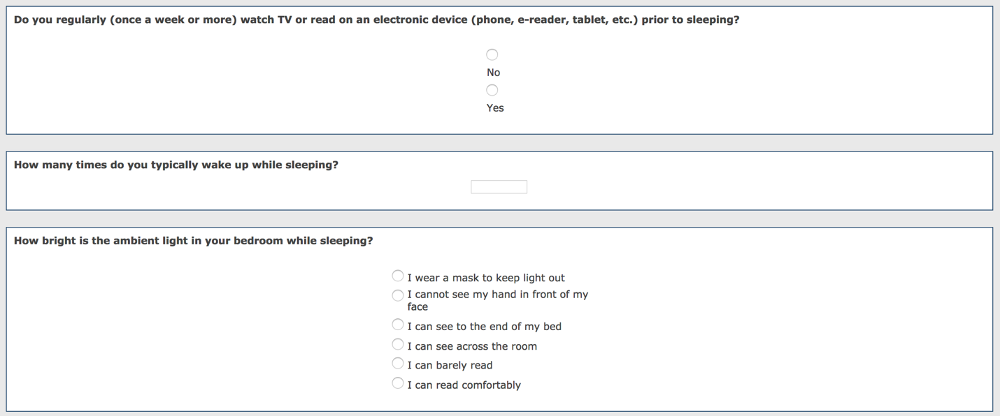 Do you regularly (once a week or more) watch TV or read on an electronic device (phone, e-reader, tablet, etc.) prior to sleeping?
No
Yes
How many times do you typically wake up while sleeping?
How bright is the ambient light in your bedroom while sleeping?
I wear a mask to keep light out
I cannot see my hand in front of my
face
I can see to the end of my bed
I can see across the room
I can barely read
I can read comfortably